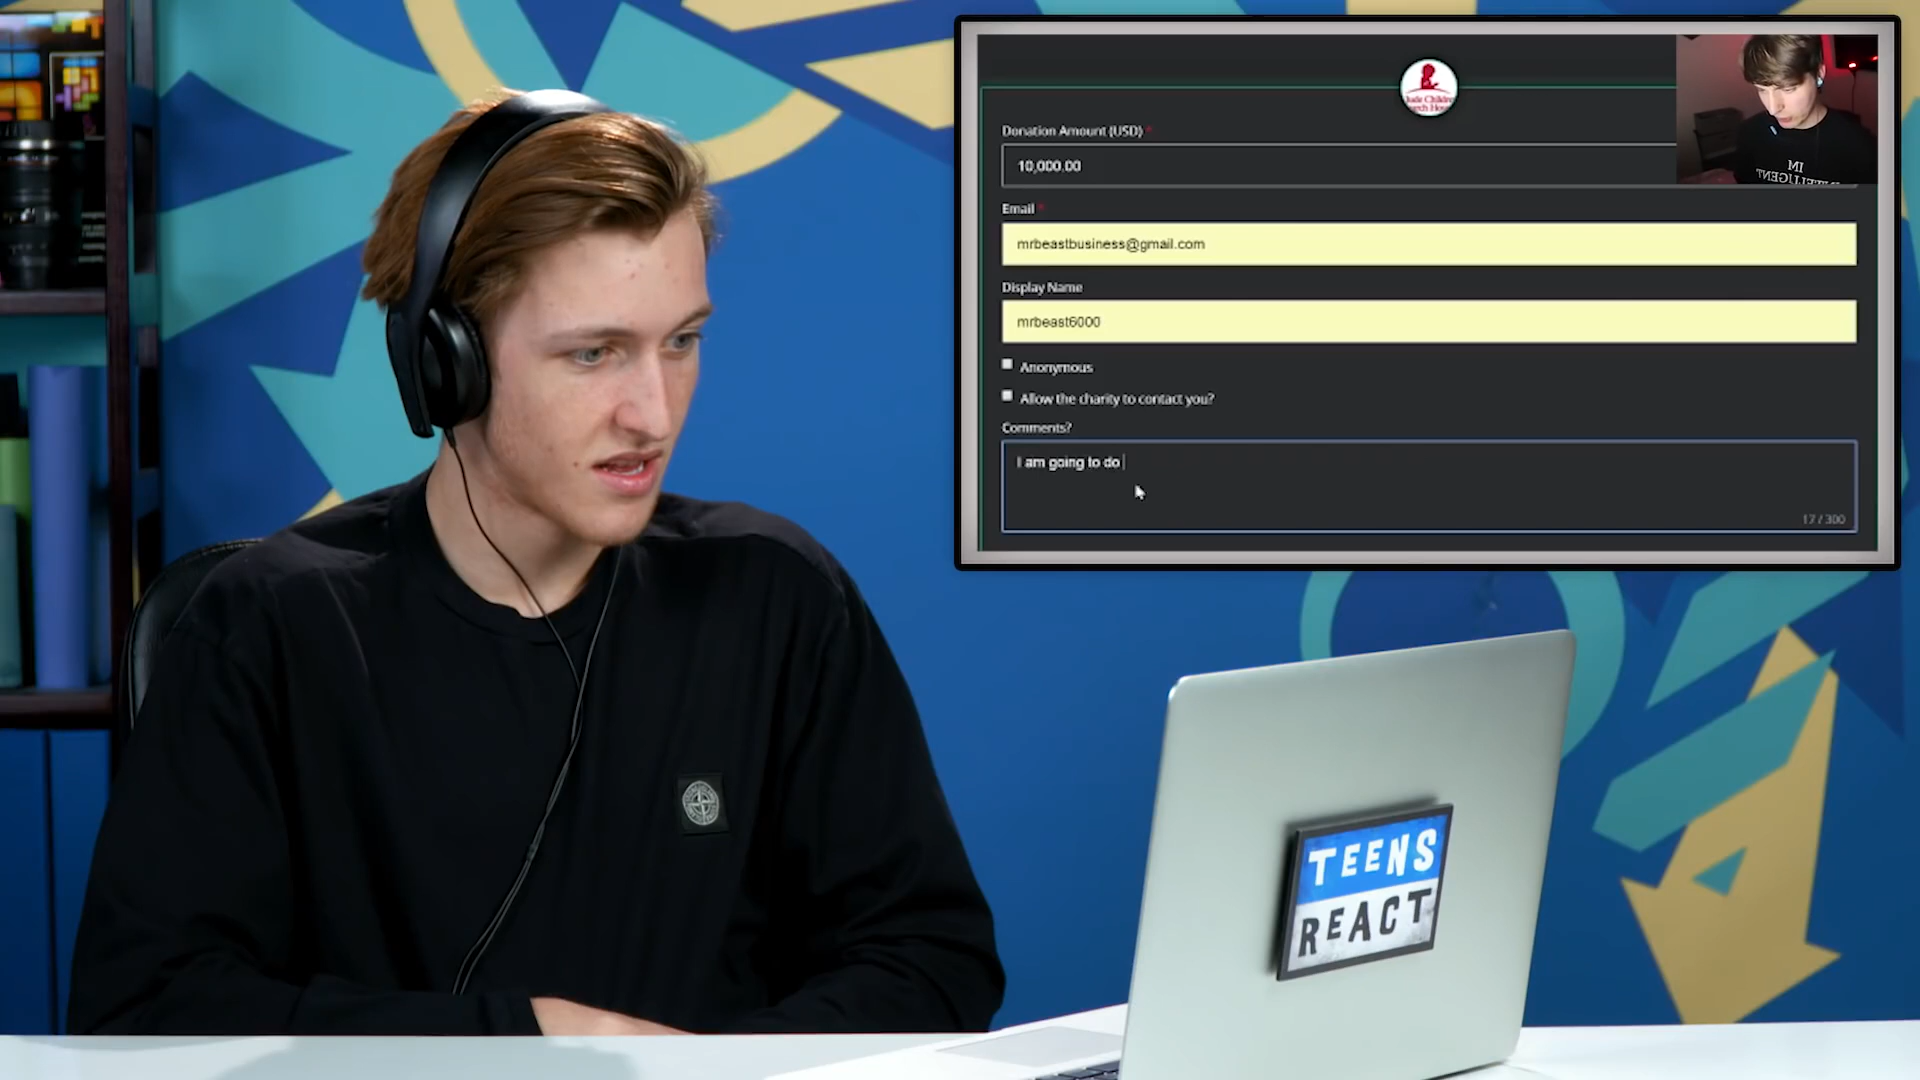 Donation Amount (USD) *
10,000.00
Email *
mrbeastbusiness@gmail.com
Display Name
mrbeast6000
Anonymous
Allow the charity to contact you?
Comments?
I am going to do
17 / 300
IM
TEENS
REACT